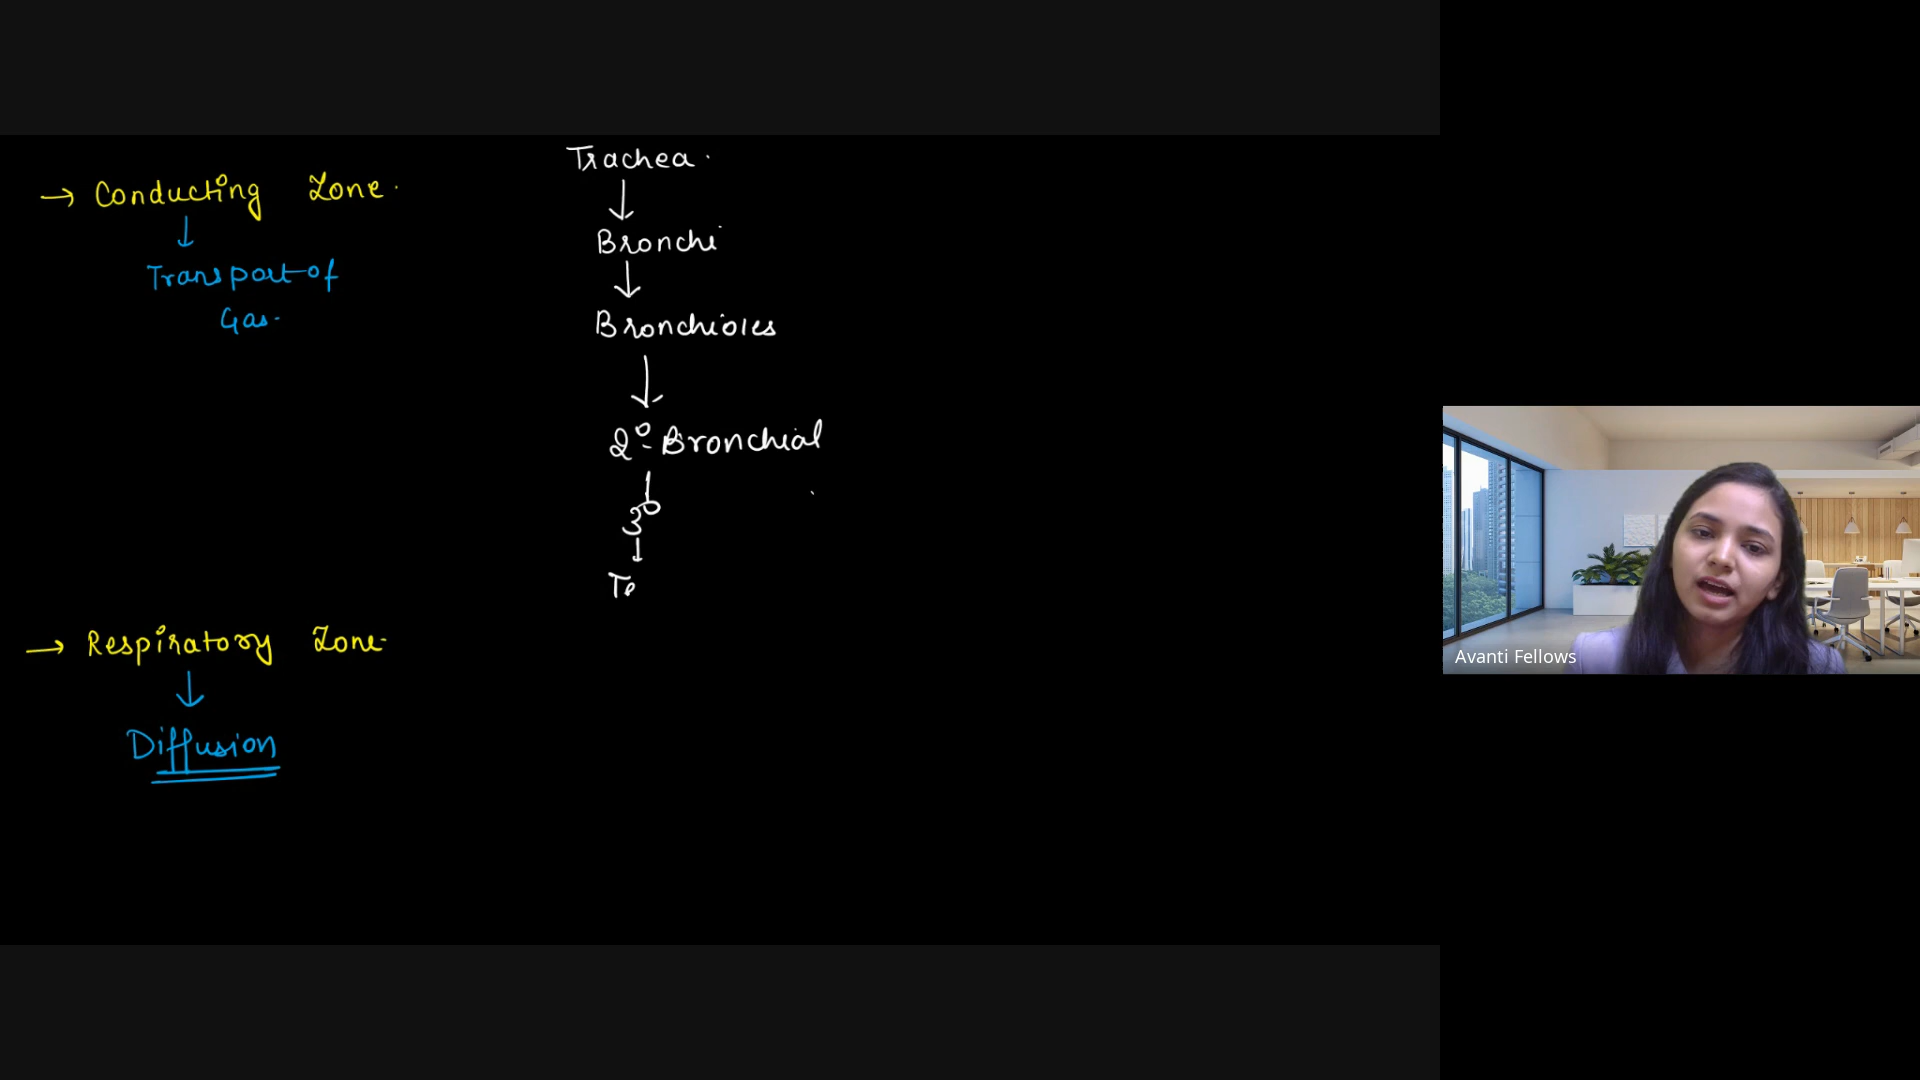 → Conducting Zone.
↓
Transport of
Gas.
→ Respiratory Zone.
↓
Diffusion
Trachea.
↓
Bronchi
↓
Bronchioles
↓
2° Bronchial
↓
3°
↓
Te
Avanti Fellows